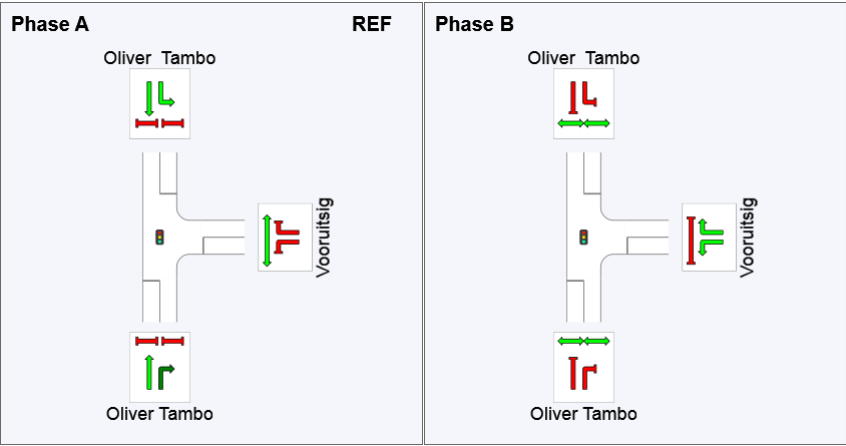 Phase A
REF
Oliver Tambo
Vooruitsig
Oliver Tambo
Phase B
Oliver Tambo
Vooruitsig
Oliver Tambo